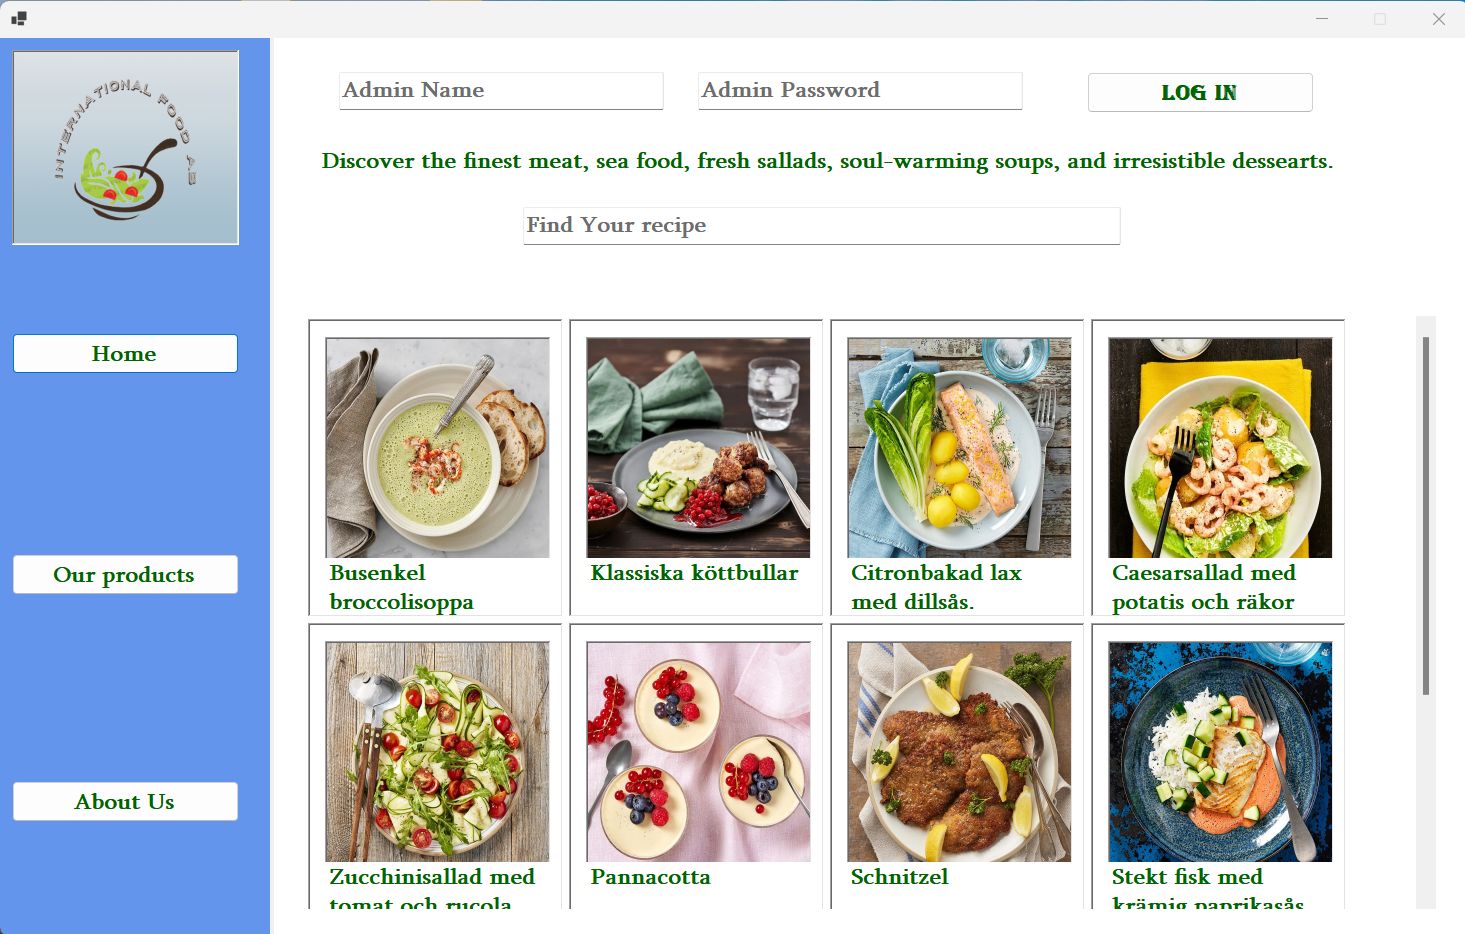 INTERNATIONAL FOOD AB
Admin Name
Admin Password
LOG IN
Discover the finest meat, sea food, fresh sallads, soul-warming soups, and irresistible dessearts.
Find Your recipe
Home
Our products
About Us
Busenkel
broccolisoppa
Klassiska köttbullar
Citronbakad lax
med dillsås.
Caesarsallad med
potatis och räkor
Zucchinisallad med
tomat och rucola
Pannacotta
Schnitzel
Stekt fisk med
krämig paprikasås